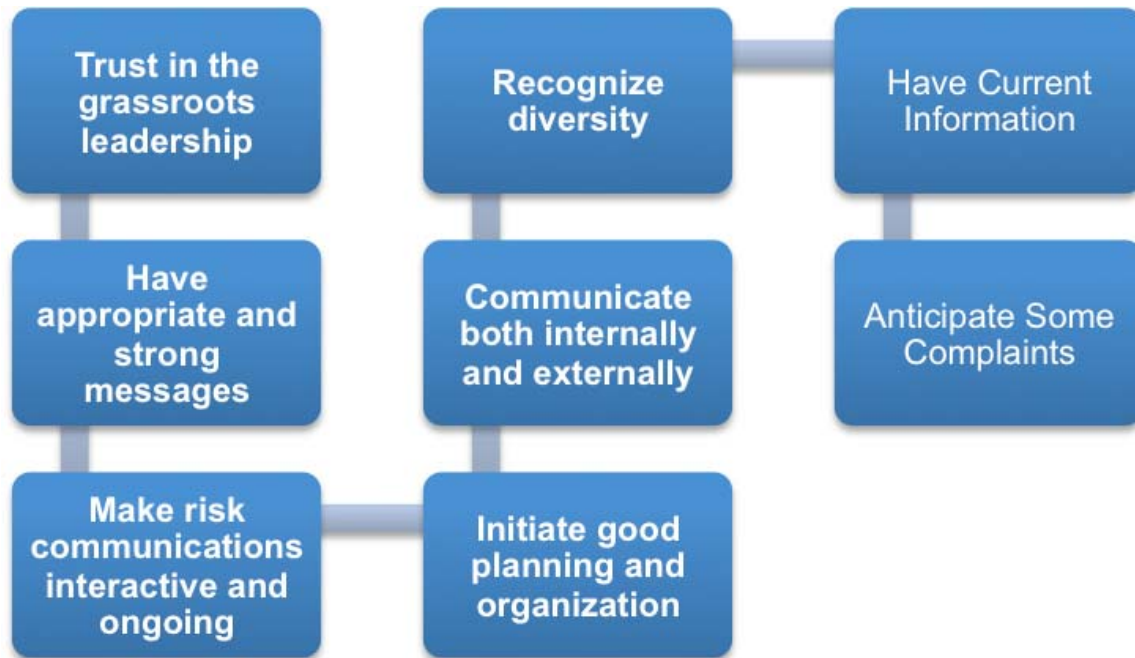 Trust in the
grassroots
leadership
Have
appropriate and
strong
messages
Make risk
communications
interactive and
ongoing
Initiate good
planning and
organization
Communicate
both internally
and externally
Recognize
diversity
Have Current
Information
Anticipate Some
Complaints